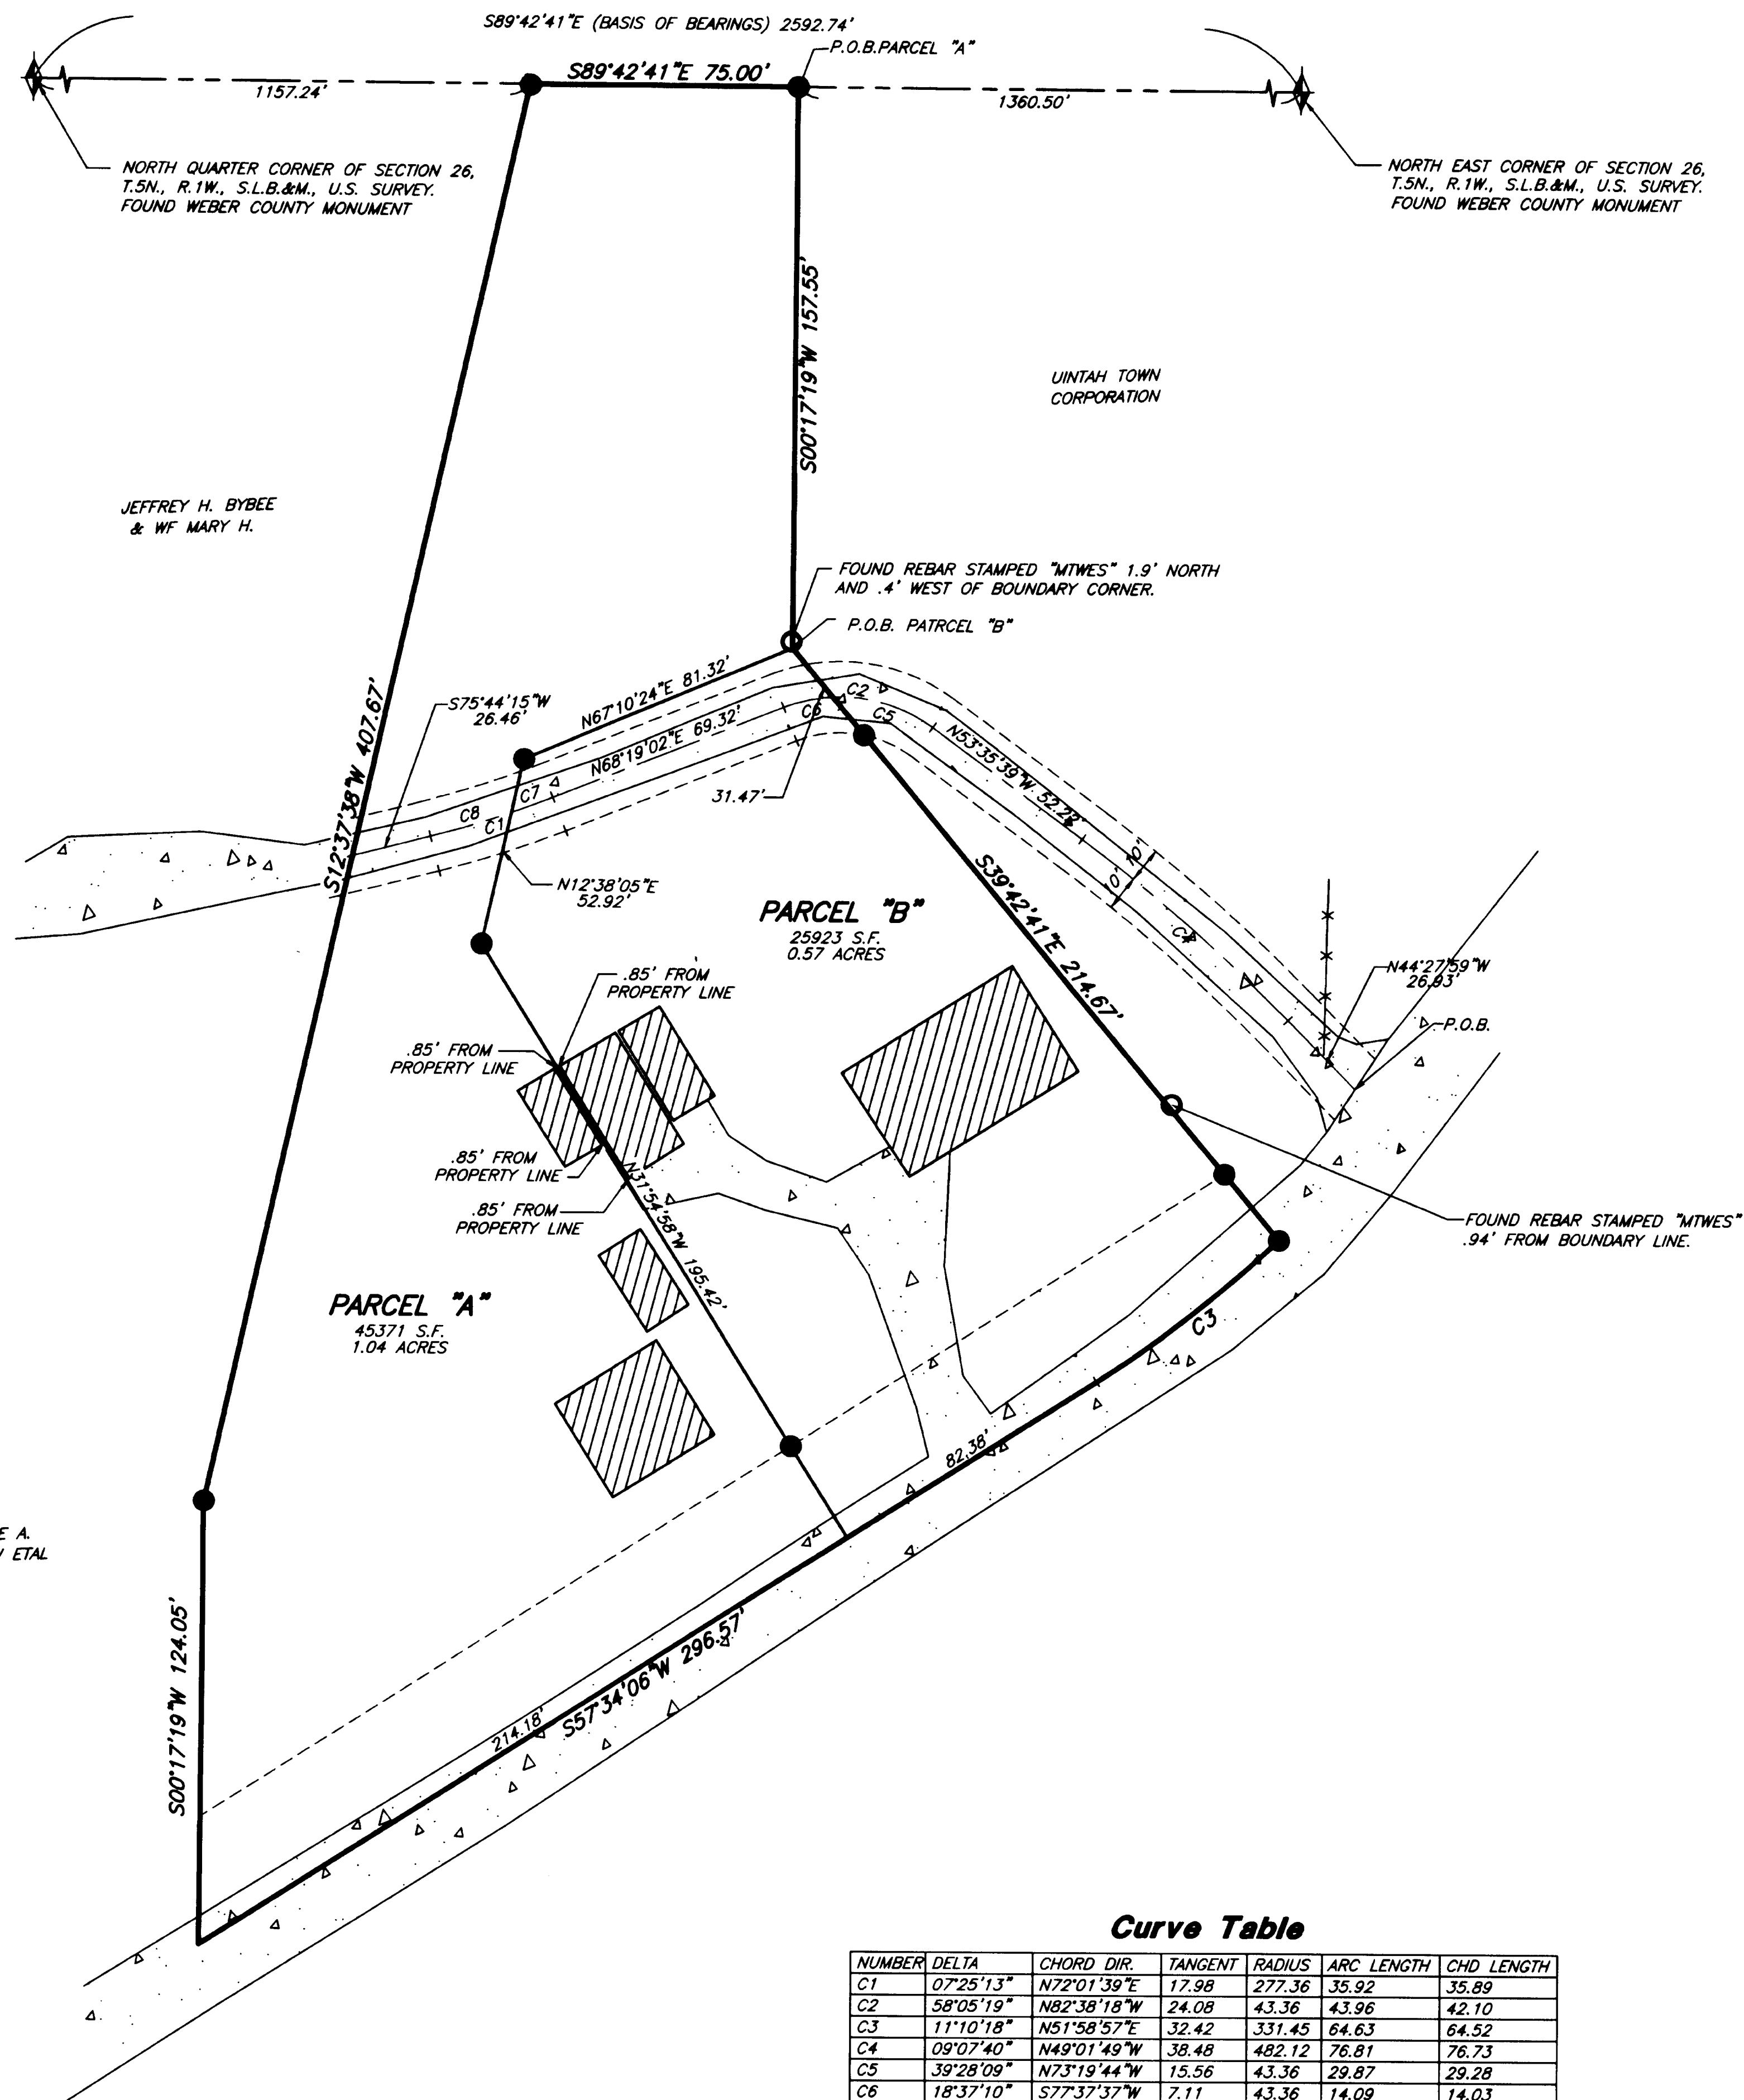 S89°42'41"E (BASIS OF BEARINGS) 2592.74'
P.O.B.PARCEL "A"
S89°42'41"E 75.00'
1157.24'
1360.50'
NORTH QUARTER CORNER OF SECTION 26,
T.5N., R.1W., S.L.B.&M., U.S. SURVEY.
FOUND WEBER COUNTY MONUMENT
NORTH EAST CORNER OF SECTION 26,
T.5N., R.1W., S.L.B.&M., U.S. SURVEY.
FOUND WEBER COUNTY MONUMENT
S00°17'19"W 157.55'
UINTAH TOWN
CORPORATION
JEFFREY H. BYBEE
& WF MARY H.
FOUND REBAR STAMPED "MTWES" 1.9' NORTH
AND .4' WEST OF BOUNDARY CORNER.
P.O.B. PATRCEL "B"
S12°37'38"W 407.67'
S75°44'15"W
26.46'
N67°10'24"E 81.32'
N68°19'02"E 69.32'
C2
C6
C5
C7
C8
C1
31.47'
N53°35'39"W 52.22'
10'
10'
C4
N12°38'05"E
52.92'
S39°42'41"E 214.67'
PARCEL "B"
25923 S.F.
0.57 ACRES
N44°27'59"W
26.93'
P.O.B.
.85' FROM
PROPERTY LINE
.85' FROM
PROPERTY LINE
.85' FROM
PROPERTY LINE
.85' FROM
PROPERTY LINE
N31°54'58"W 195.42'
FOUND REBAR STAMPED "MTWES"
.94' FROM BOUNDARY LINE.
PARCEL "A"
45371 S.F.
1.04 ACRES
C3
82.38'
E A.
ETAL
S00°17'19"W 124.05'
S57°34'06"W 296.57'
214.18'
Curve Table
NUMBER DELTA CHORD DIR. TANGENT RADIUS ARC LENGTH CHD LENGTH
C1 07°25'13" N72°01'39"E 17.98 277.36 35.92 35.89
C2 58°05'19" N82°38'18"W 24.08 43.36 43.96 42.10
C3 11°10'18" N51°58'57"E 32.42 331.45 64.63 64.52
C4 09°07'40" N49°01'49"W 38.48 482.12 76.81 76.73
C5 39°28'09" N73°19'44"W 15.56 43.36 29.87 29.28
C6 18°37'10" S77°37'37"W 7.11 43.36 14.09 14.03